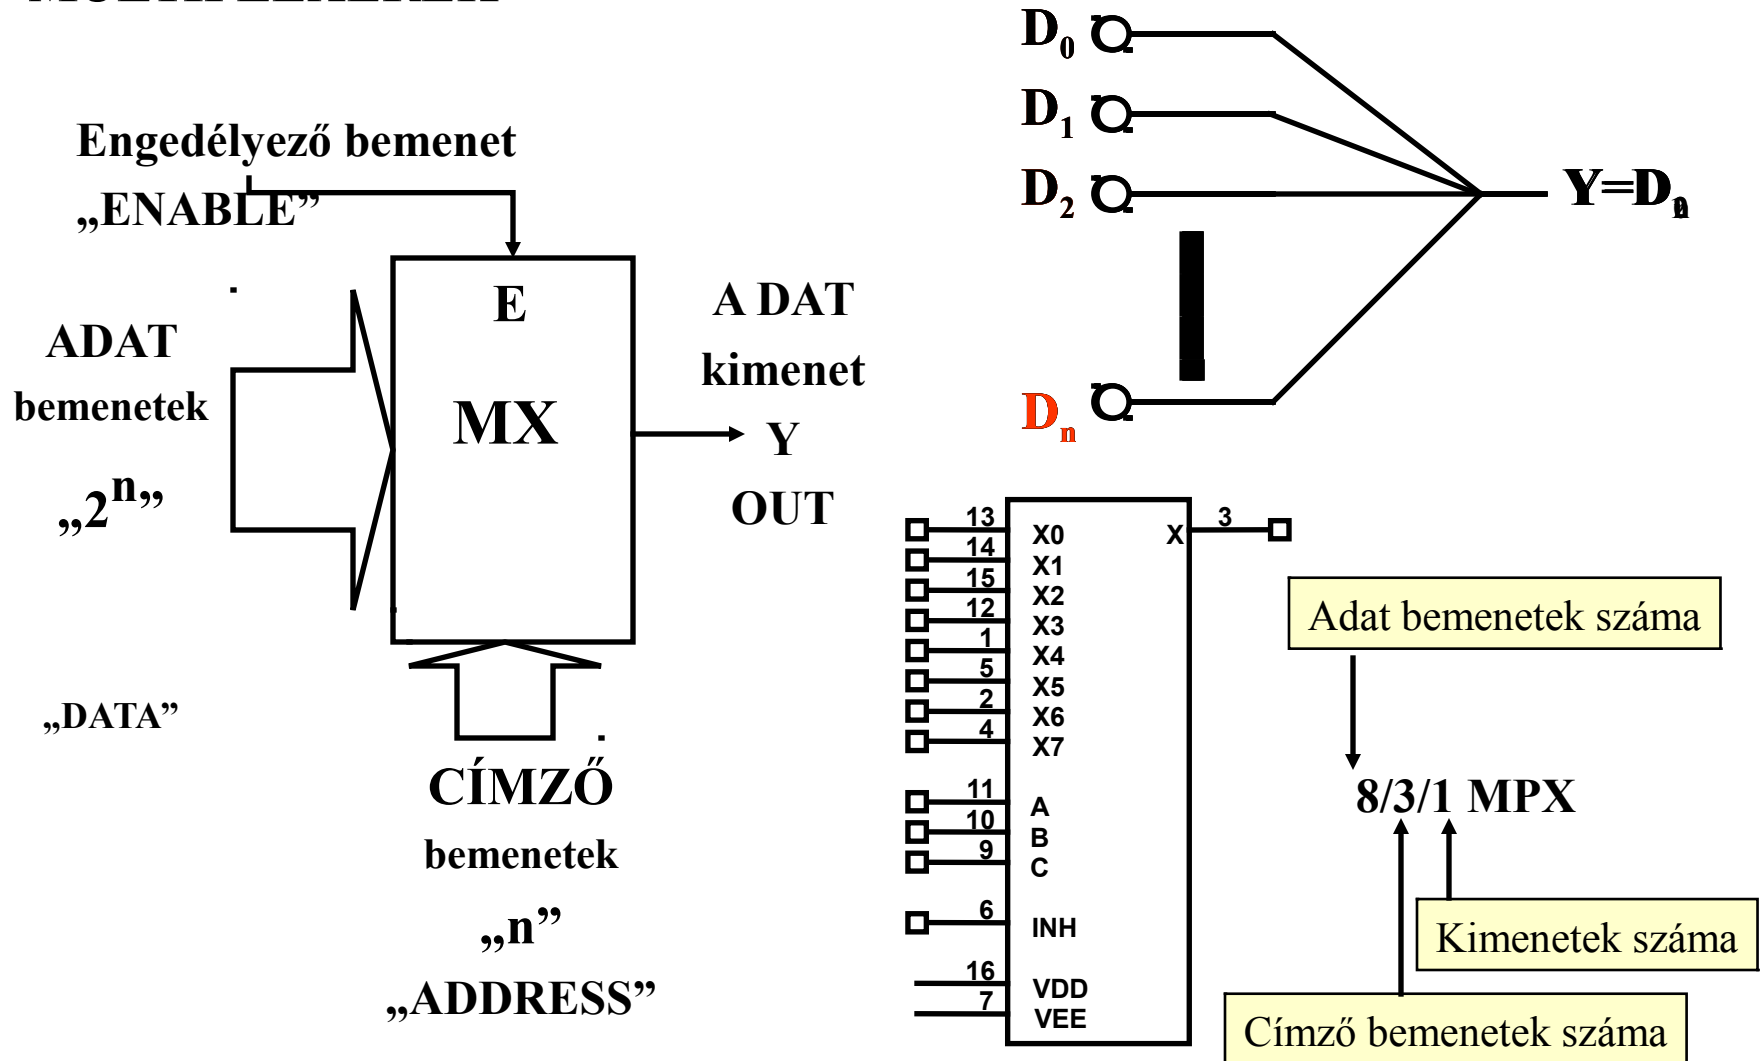 Engedélyező bemenet
„ENABLE”
E
ADAT
bemenetek
„2ⁿ”
„DATA”
MX
A DAT
kimenet
Y
OUT
CÍMZŐ
bemenetek
„n”
„ADDRESS”
D₀
D₁
D₂
Dₙ
13 X0
14 X1
15 X2
12 X3
1 X4
5 X5
2 X6
4 X7
11 A
10 B
9 C
6 INH
16 VDD
7 VEE
X 3
Adat bemenetek száma
8/3/1 MPX
Kimenetek száma
Címző bemenetek száma